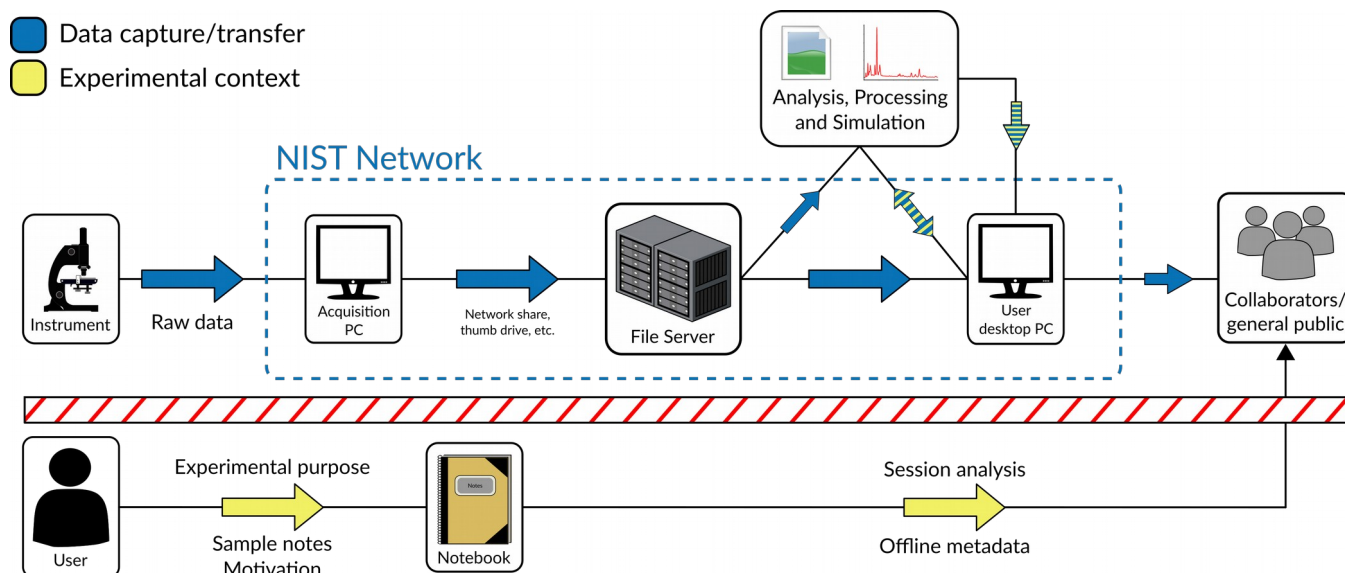 Data capture/transfer
Experimental context
Analysis, Processing
and Simulation
NIST Network
Instrument
Raw data
Acquisition
PC
Network share,
thumb drive, etc.
File Server
User
desktop PC
Collaborators/
general public
User
Experimental purpose
Sample notes
Motivation
Notes
Notebook
Session analysis
Offline metadata